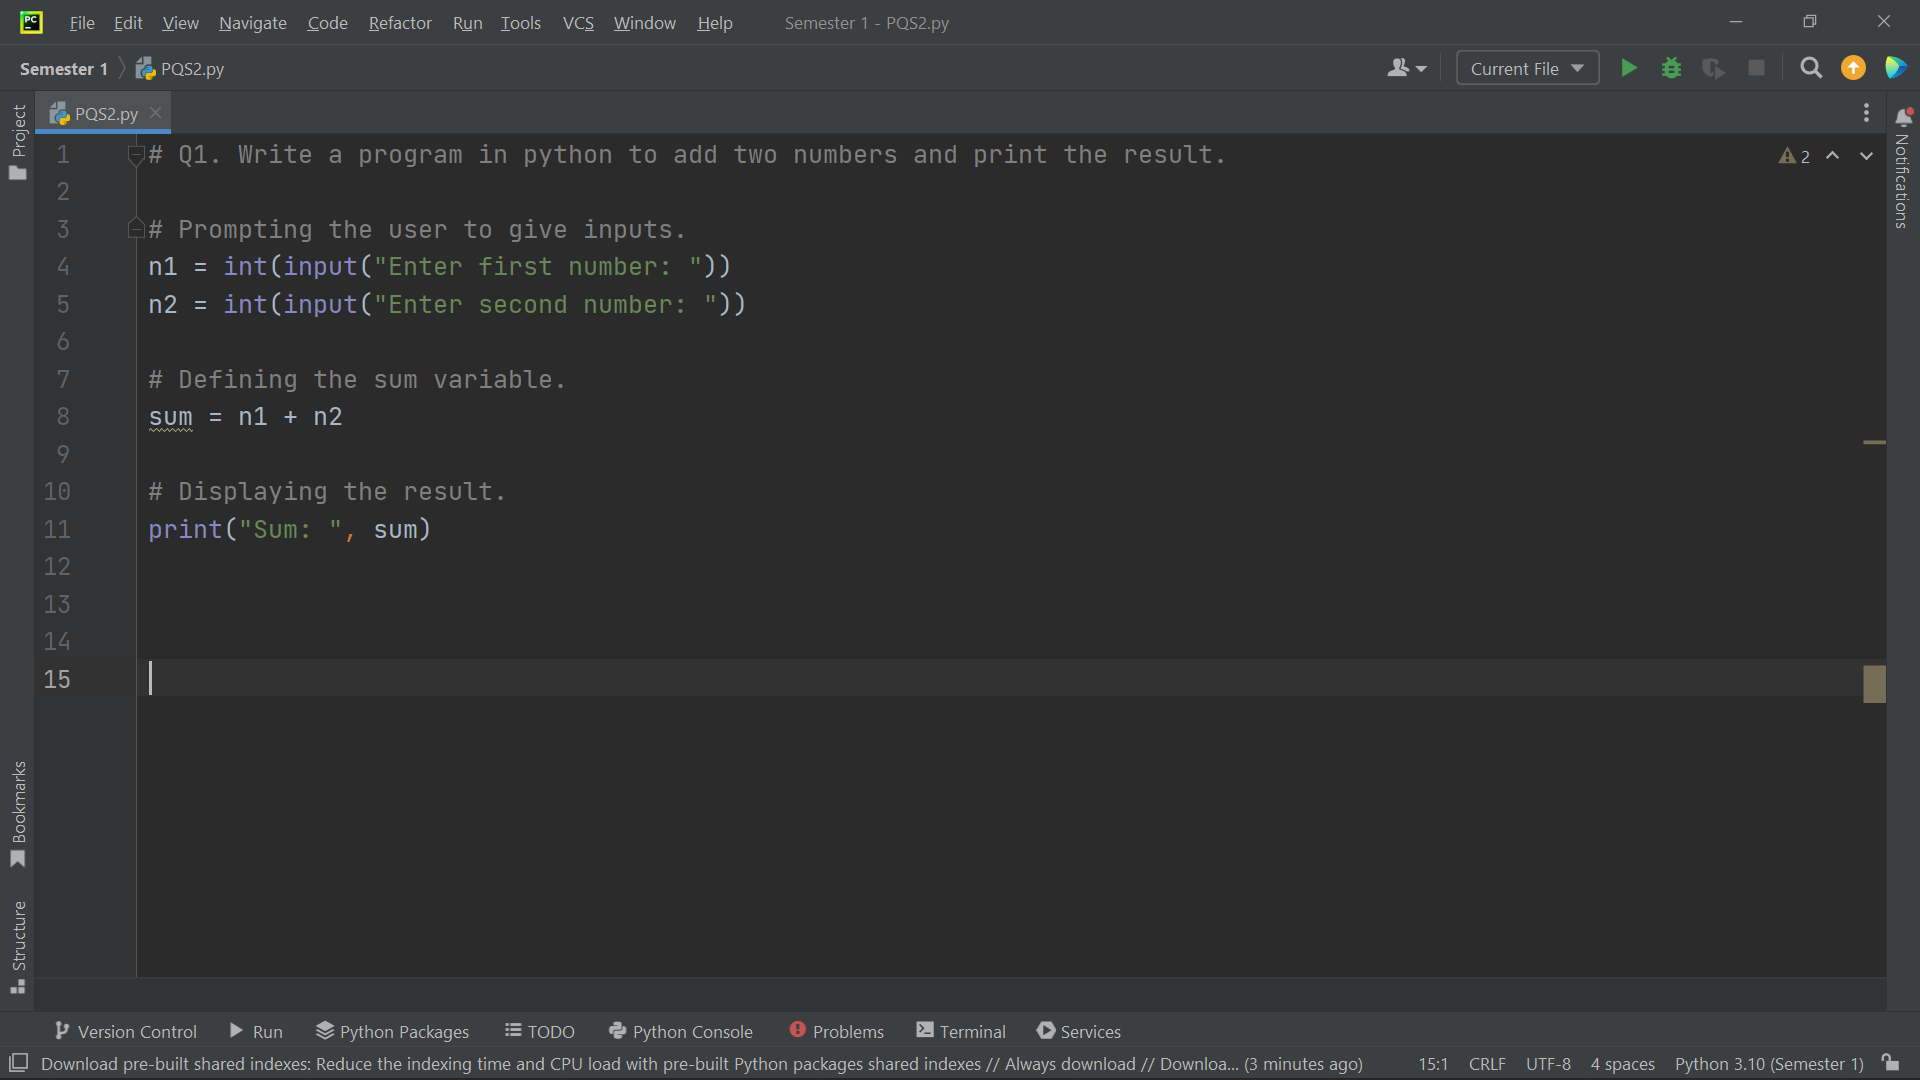 PC File Edit View Navigate Code Refactor Run Tools VCS Window Help Semester 1 - PQS2.py
Semester 1 PQS2.py Current File
PQS2.py
Project
Notifications
1 # Q1. Write a program in python to add two numbers and print the result. 2
2
3 # Prompting the user to give inputs.
4 n1 = int(input("Enter first number: "))
5 n2 = int(input("Enter second number: "))
6
7 # Defining the sum variable.
8 sum = n1 + n2
9
10 # Displaying the result.
11 print("Sum: ", sum)
12
13
14
15
Bookmarks
Structure
Version Control Run Python Packages TODO Python Console Problems Terminal Services
Download pre-built shared indexes: Reduce the indexing time and CPU load with pre-built Python packages shared indexes // Always download // Downloa... (3 minutes ago) 15:1 CRLF UTF-8 4 spaces Python 3.10 (Semester 1)